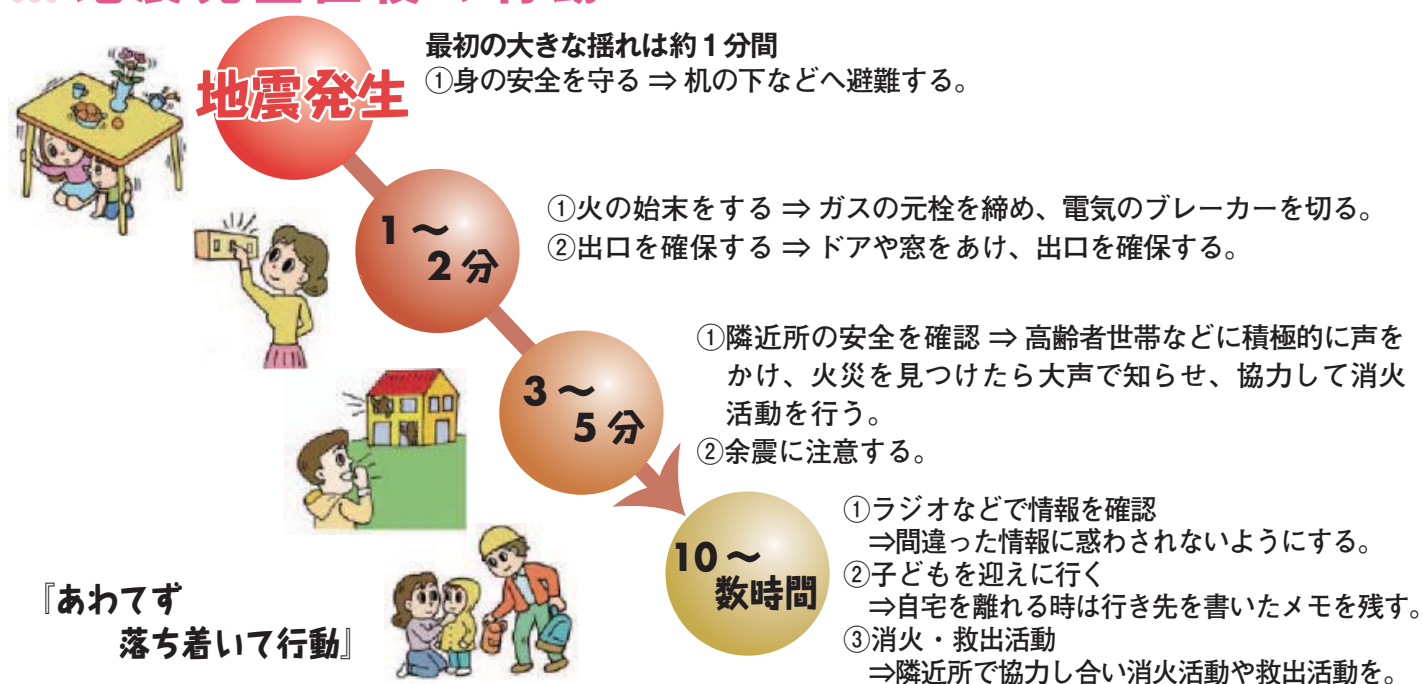 地震発生
最初の大きな揺れは約1分間
①身の安全を守る ⇒ 机の下などへ避難する。
1～
2分
①火の始末をする ⇒ ガスの元栓を締め、電気のブレーカーを切る。
②出口を確保する ⇒ ドアや窓をあけ、出口を確保する。
3～
5分
①隣近所の安全を確認 ⇒ 高齢者世帯などに積極的に声を
かけ、火災を見つけたら大声で知らせ、協力して消火
活動を行う。
②余震に注意する。
10～
数時間
①ラジオなどで情報を確認
⇒間違った情報に惑わされないようにする。
②子どもを迎えに行く
⇒自宅を離れる時は行き先を書いたメモを残す。
③消火・救出活動
⇒隣近所で協力し合い消火活動や救出活動を。
『あわてず
落ち着いて行動』